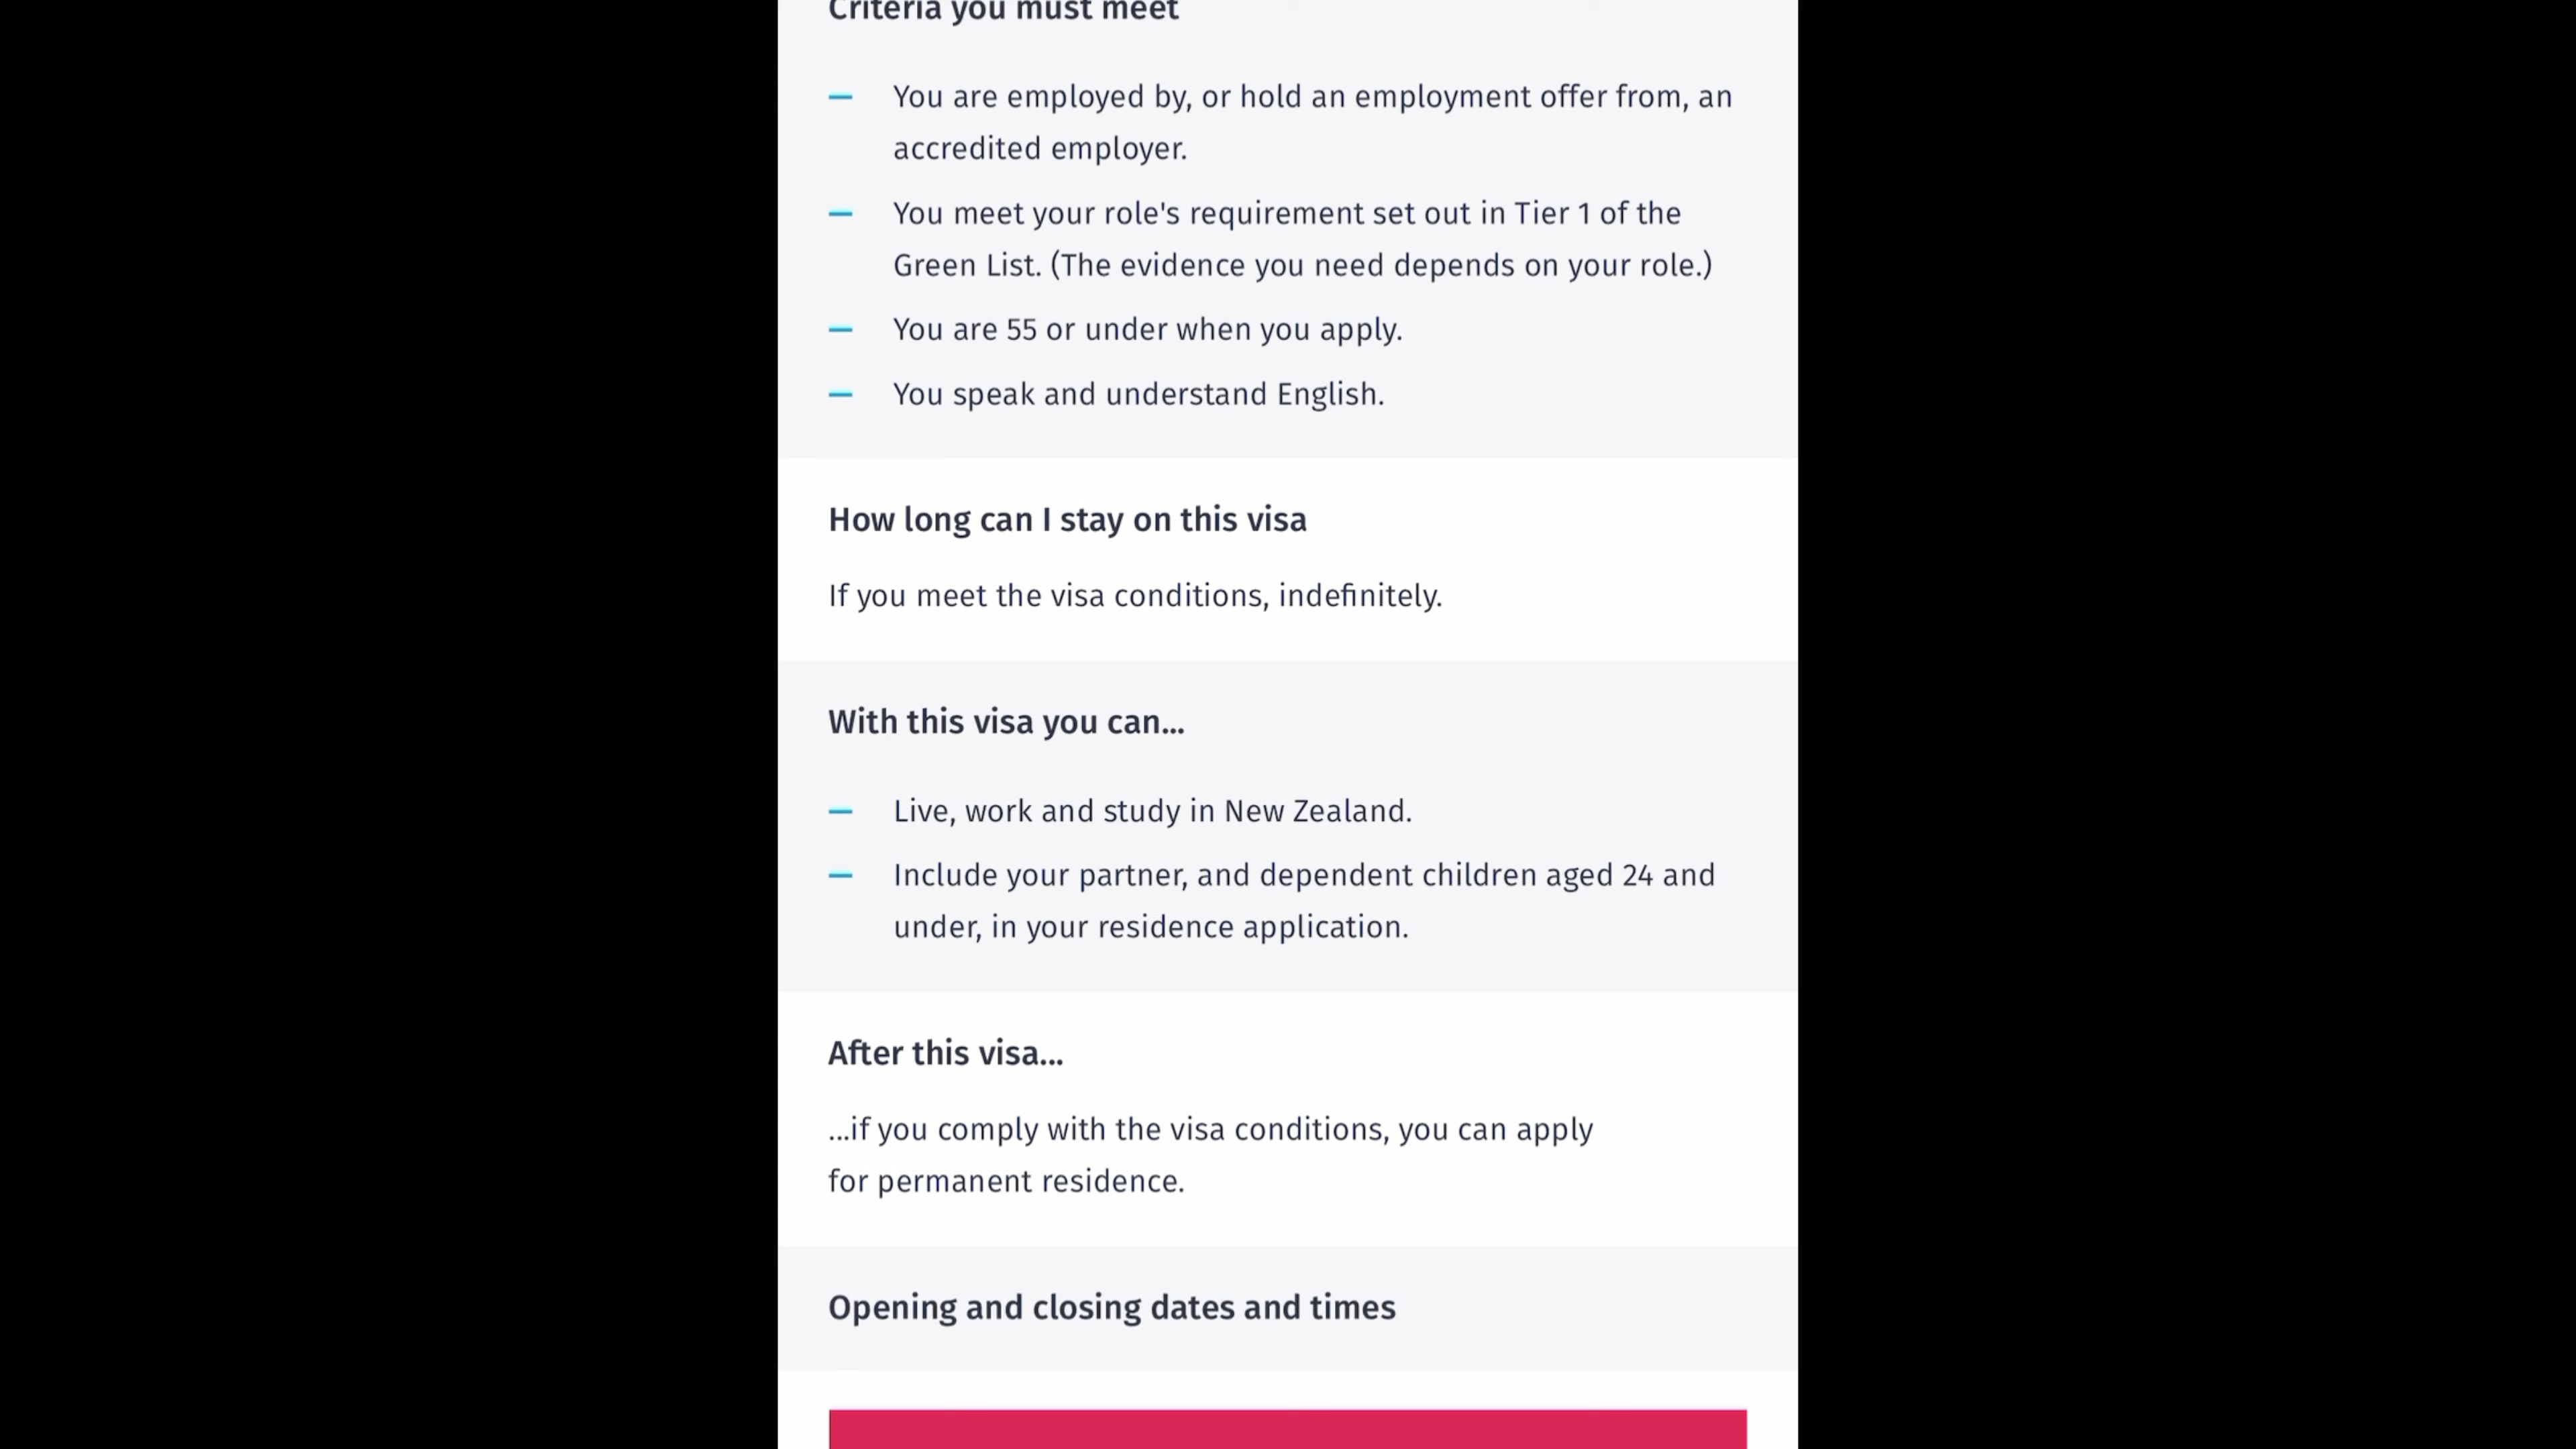 Criteria you must meet
You are employed by, or hold an employment offer from, an
accredited employer.
You meet your role's requirement set out in Tier 1 of the
Green List. (The evidence you need depends on your role.)
You are 55 or under when you apply.
You speak and understand English.
How long can I stay on this visa
If you meet the visa conditions, indefinitely.
With this visa you can...
Live, work and study in New Zealand.
Include your partner, and dependent children aged 24 and
under, in your residence application.
After this visa...
...if you comply with the visa conditions, you can apply
for permanent residence.
Opening and closing dates and times